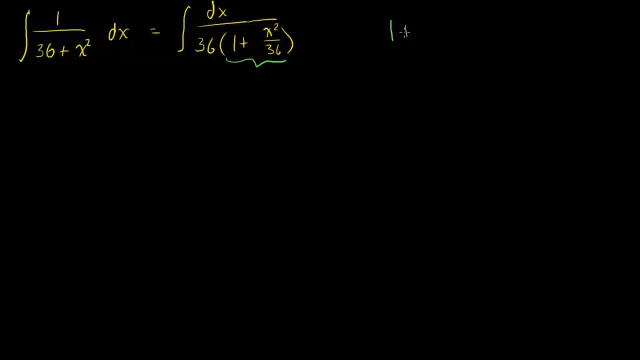 ∫ 1/(36 + x²) dx = ∫ dx/(36(1 + x²/36)) 1 +